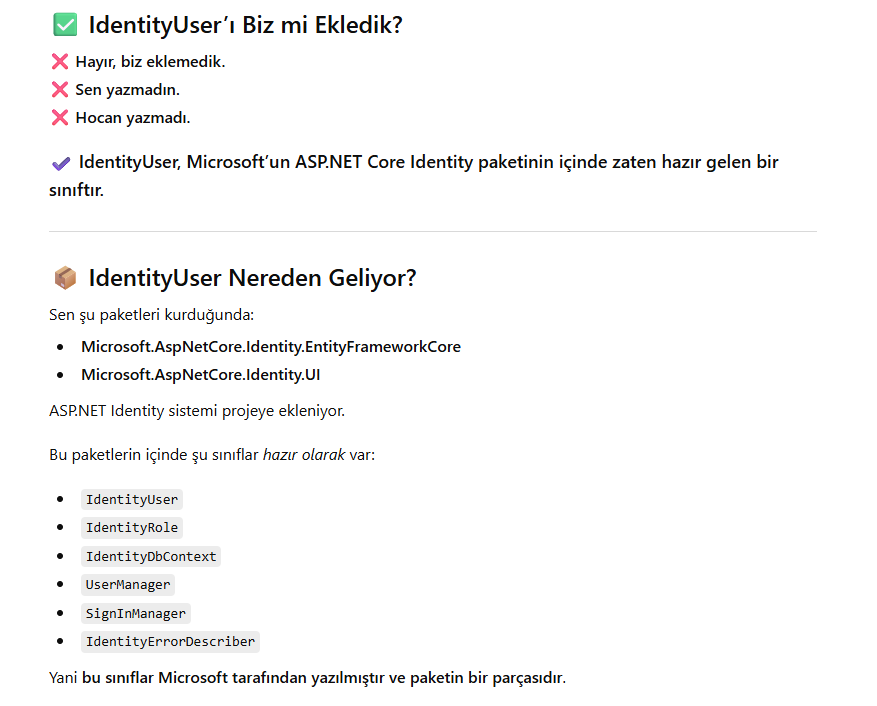 ✅ IdentityUser’ı Biz mi Ekledik?
❌ Hayır, biz eklemedik.
❌ Sen yazmadın.
❌ Hocan yazmadı.
✔ IdentityUser, Microsoft’un ASP.NET Core Identity paketinin içinde zaten hazır gelen bir
sınıftır.
📦 IdentityUser Nereden Geliyor?
Sen şu paketleri kurduğunda:
• Microsoft.AspNetCore.Identity.EntityFrameworkCore
• Microsoft.AspNetCore.Identity.UI
ASP.NET Identity sistemi projeye ekleniyor.
Bu paketlerin içinde şu sınıflar hazır olarak var:
• IdentityUser
• IdentityRole
• IdentityDbContext
• UserManager
• SignInManager
• IdentityErrorDescriber
Yani bu sınıflar Microsoft tarafından yazılmıştır ve paketin bir parçasıdır.